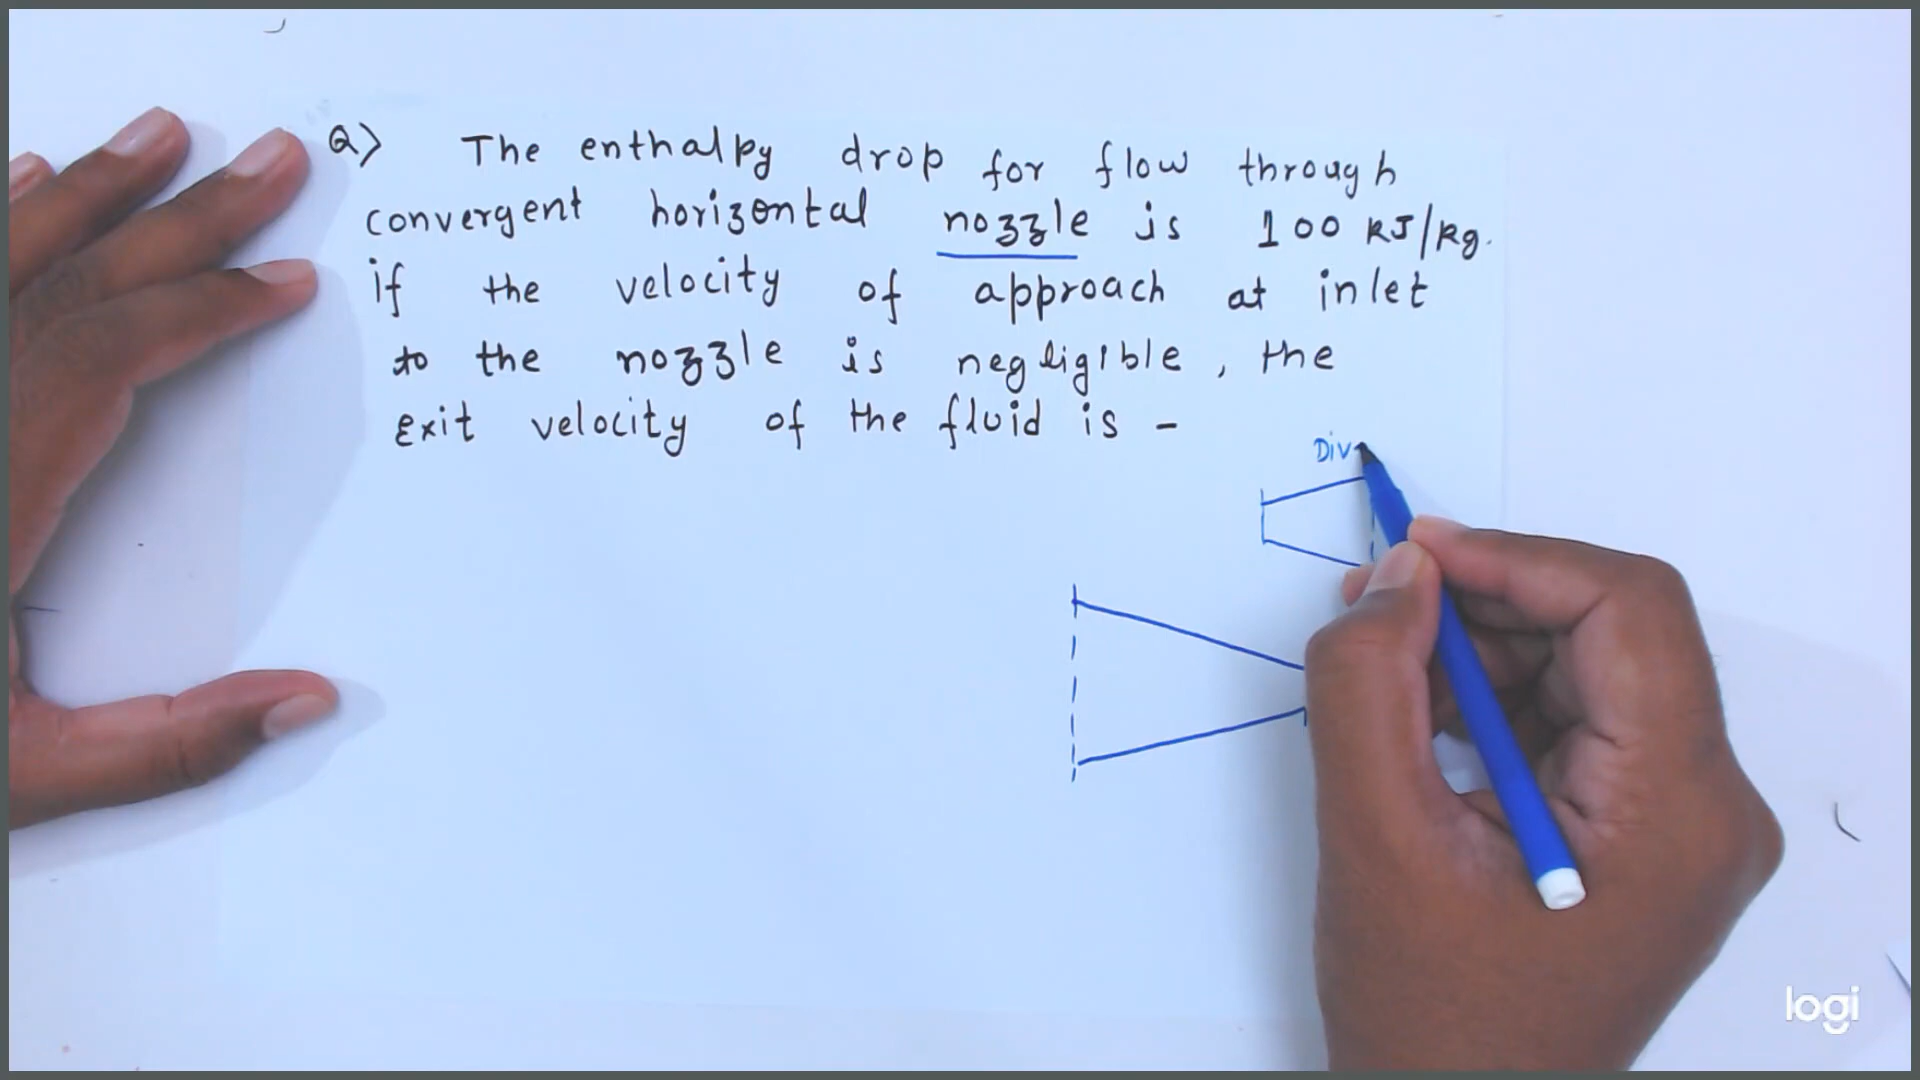 Q) The enthalpy drop for flow through
convergent horizontal nozzle is 100 KJ/Kg.
if the velocity of approach at inlet
to the nozzle is negligible, the
exit velocity of the fluid is -
Div
logi